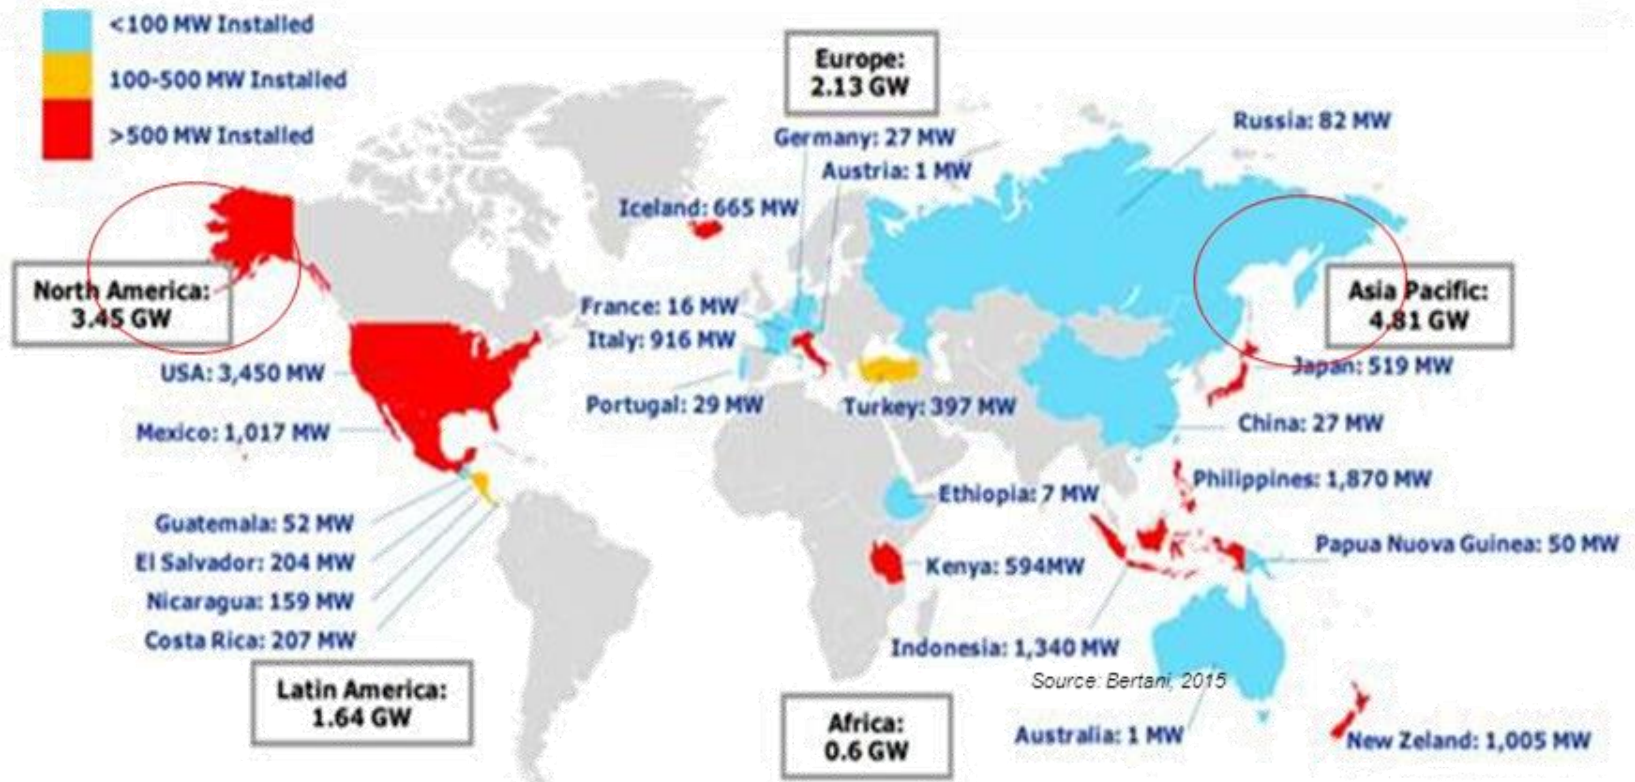 <100 MW Installed
100-500 MW Installed
>500 MW Installed
Europe:
2.13 GW
Germany: 27 MW
Austria: 1 MW
Russia: 82 MW
Iceland: 665 MW
North America:
3.45 GW
France: 16 MW
Italy: 916 MW
Asia Pacific:
4.81 GW
USA: 3,450 MW
Japan: 519 MW
Portugal: 29 MW
Turkey: 397 MW
Mexico: 1,017 MW
China: 27 MW
Philippines: 1,870 MW
Ethiopia: 7 MW
Guatemala: 52 MW
El Salvador: 204 MW
Nicaragua: 159 MW
Costa Rica: 207 MW
Papua Nuova Guinea: 50 MW
Kenya: 594MW
Indonesia: 1,340 MW
Source: Bertani, 2015
Latin America:
1.64 GW
Africa:
0.6 GW
Australia: 1 MW
New Zeland: 1,005 MW